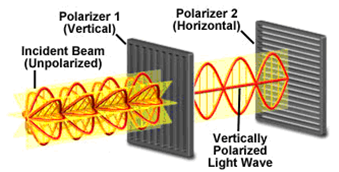 Polarizer 1
(Vertical)
Polarizer 2
(Horizontal)
Incident Beam
(Unpolarized)
Vertically
Polarized
Light Wave